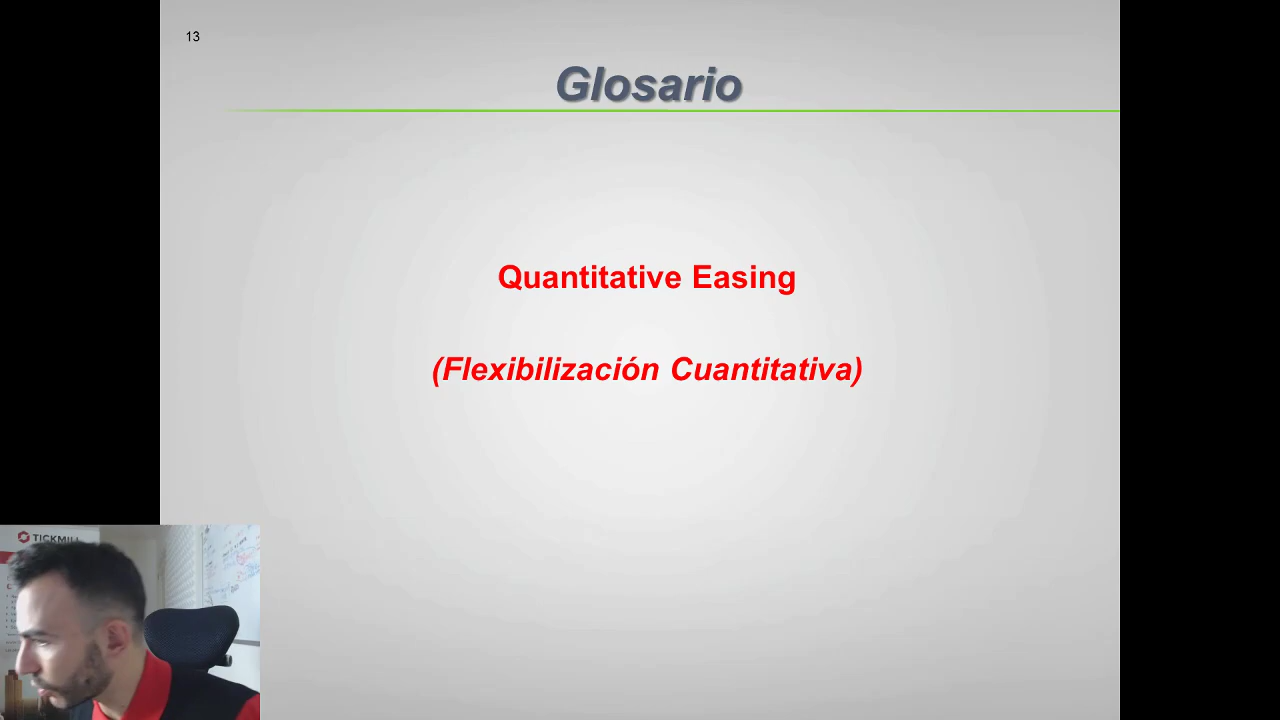 13
Glosario
Quantitative Easing
(Flexibilización Cuantitativa)
TICKMILL